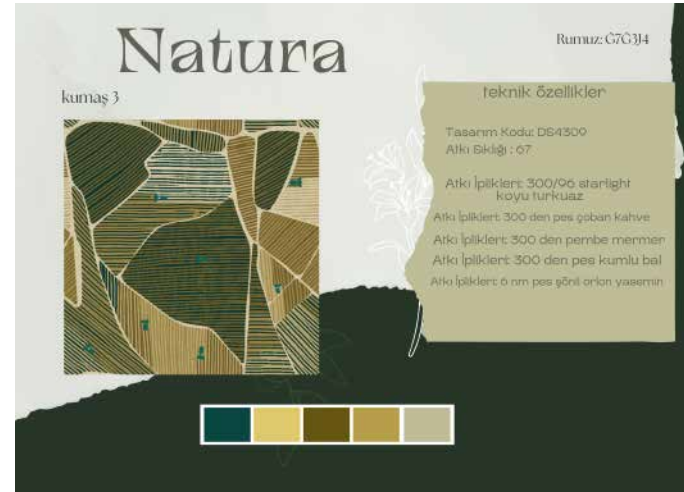 Natura
Rumuz: G7G3J4
kumaş 3
teknik özellikler
Tasarım Kodu: DS4309
Atkı Sıklığı : 67
Atkı İplikleri: 300/96 starlight
koyu turkuaz
Atkı İplikleri: 300 den pes çoban kahve
Atkı İplikleri: 300 den pembe mermer
Atkı İplikleri: 300 den pes kumlu bal
Atkı İplikleri: 6 nm pes şönil orion yasemin